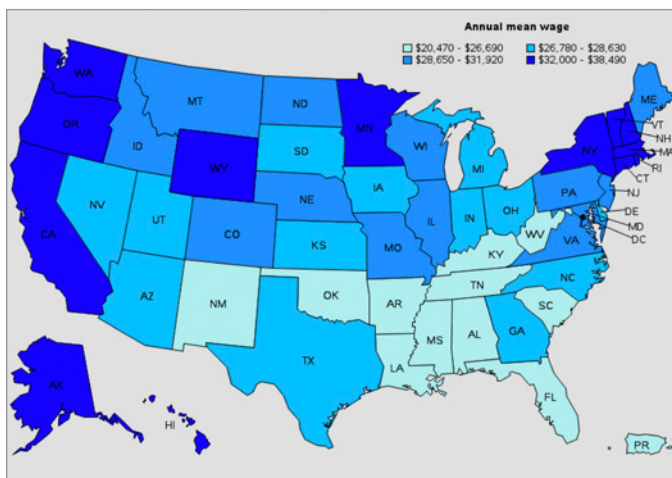 Annual mean wage
$20,470 - $26,690 $26,780 - $28,630
$28,650 - $31,920 $32,000 - $38,490
WA
MT
ND
MN
ME
VT
NH
OR
ID
SD
WI
MI
NY
MA
RI
CT
WY
IA
PA
NJ
NE
NV
UT
CO
IL
IN
OH
DE
MD
DC
CA
KS
MO
WV
VA
KY
AZ
NM
OK
AR
TN
NC
SC
TX
LA
MS
AL
GA
FL
AK
HI
PR